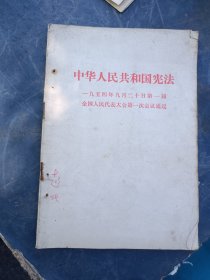 中华人民共和国宪法
一九五四年九月二十日第一届
全国人民代表大会第一次会议通过